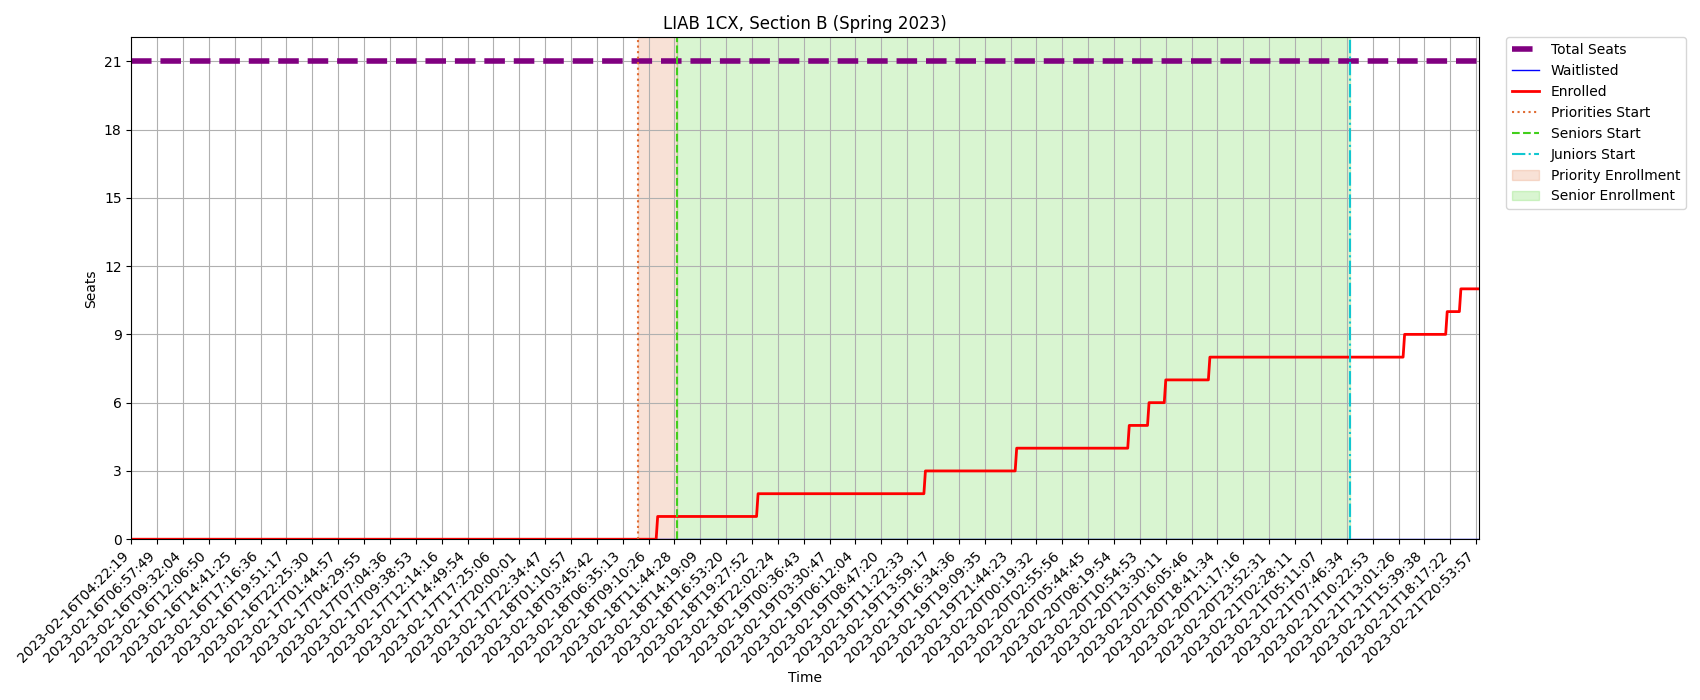 LIAB 1CX, Section B (Spring 2023)
Total Seats
Waitlisted
Enrolled
Priorities Start
Seniors Start
Juniors Start
Priority Enrollment
Senior Enrollment
Seats
21
18
15
12
9
6
3
0
2023-02-16T04:22:19
2023-02-16T06:57:49
2023-02-16T09:32:04
2023-02-16T12:06:50
2023-02-16T14:41:25
2023-02-16T17:16:36
2023-02-16T19:51:17
2023-02-16T22:25:30
2023-02-17T01:44:57
2023-02-17T04:29:55
2023-02-17T07:04:36
2023-02-17T09:38:53
2023-02-17T12:14:16
2023-02-17T14:49:54
2023-02-17T17:25:06
2023-02-17T20:00:01
2023-02-17T22:34:47
2023-02-18T01:10:57
2023-02-18T03:45:42
2023-02-18T06:35:13
2023-02-18T09:10:26
2023-02-18T11:44:28
2023-02-18T14:19:09
2023-02-18T16:53:20
2023-02-18T19:27:52
2023-02-18T22:02:24
2023-02-19T00:36:43
2023-02-19T03:30:47
2023-02-19T06:12:04
2023-02-19T08:47:20
2023-02-19T11:22:33
2023-02-19T13:59:17
2023-02-19T16:34:36
2023-02-19T19:09:35
2023-02-19T21:44:23
2023-02-20T00:19:32
2023-02-20T02:55:56
2023-02-20T05:44:45
2023-02-20T08:19:54
2023-02-20T10:54:53
2023-02-20T13:30:11
2023-02-20T16:05:46
2023-02-20T18:41:34
2023-02-20T21:17:16
2023-02-20T23:52:31
2023-02-21T02:28:11
2023-02-21T05:11:07
2023-02-21T07:46:34
2023-02-21T10:22:53
2023-02-21T13:01:26
2023-02-21T15:39:38
2023-02-21T18:17:22
2023-02-21T20:53:57
Time